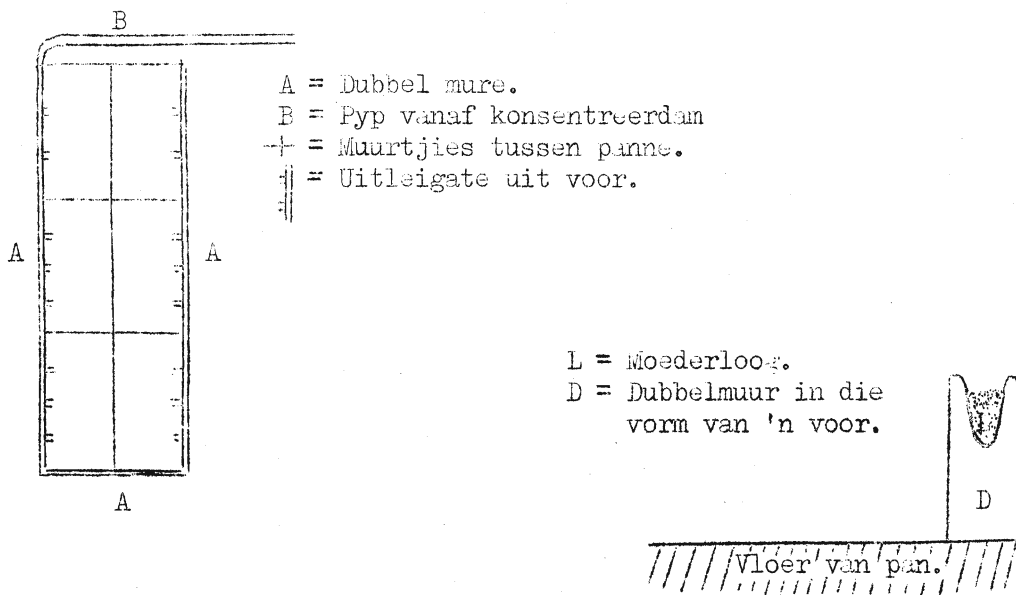 B
A = Dubbel mure.
B = Pyp vanaf konsentreerdam
= Muurtjies tussen panne.
= Uitleigate uit voor.
A
A
A
L = Moederloog.
D = Dubbelmuur in die
vorm van 'n voor.
L
D
Vloer van pan.